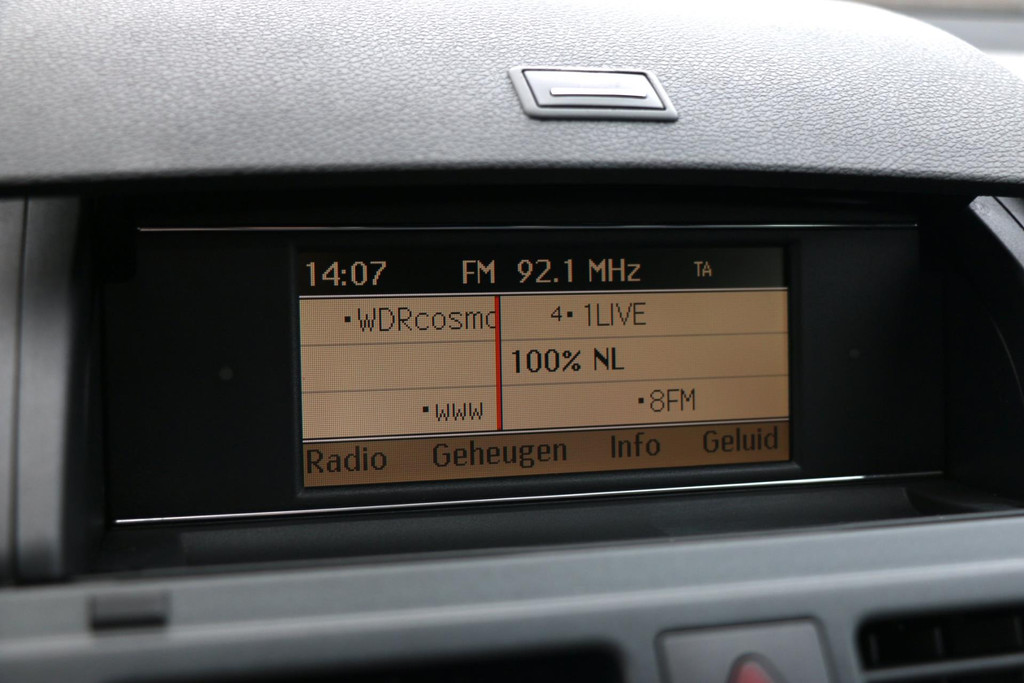 14:07 FM 92.1 MHz TA
•WDRcosmo 4• 1LIVE
100% NL
•WWW •8FM
Radio Geheugen Info Geluid